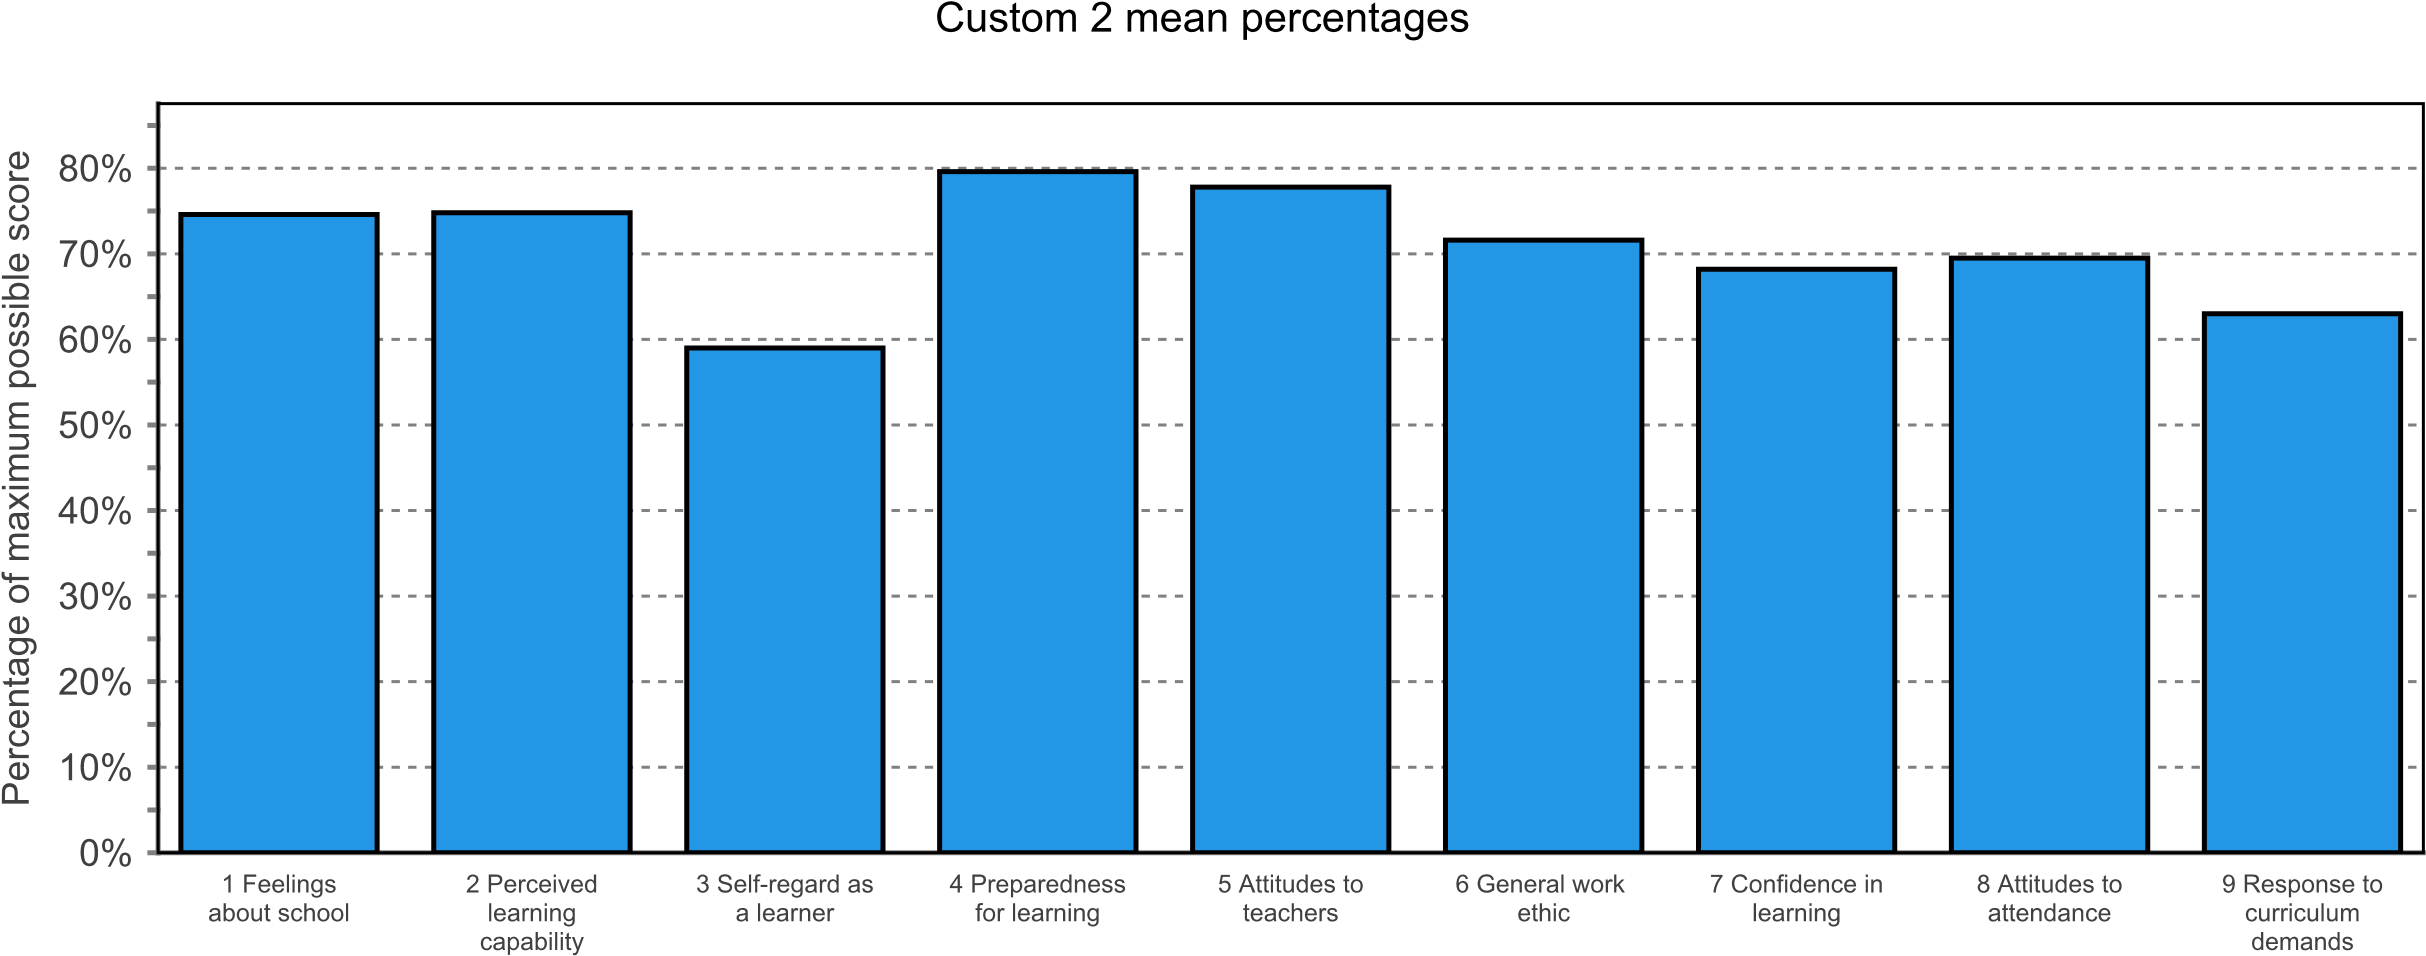 Custom 2 mean percentages
Percentage of maximum possible score
80%
70%
60%
50%
40%
30%
20%
10%
0%
1 Feelings
about school
2 Perceived
learning
capability
3 Self-regard as
a learner
4 Preparedness
for learning
5 Attitudes to
teachers
6 General work
ethic
7 Confidence in
learning
8 Attitudes to
attendance
9 Response to
curriculum
demands